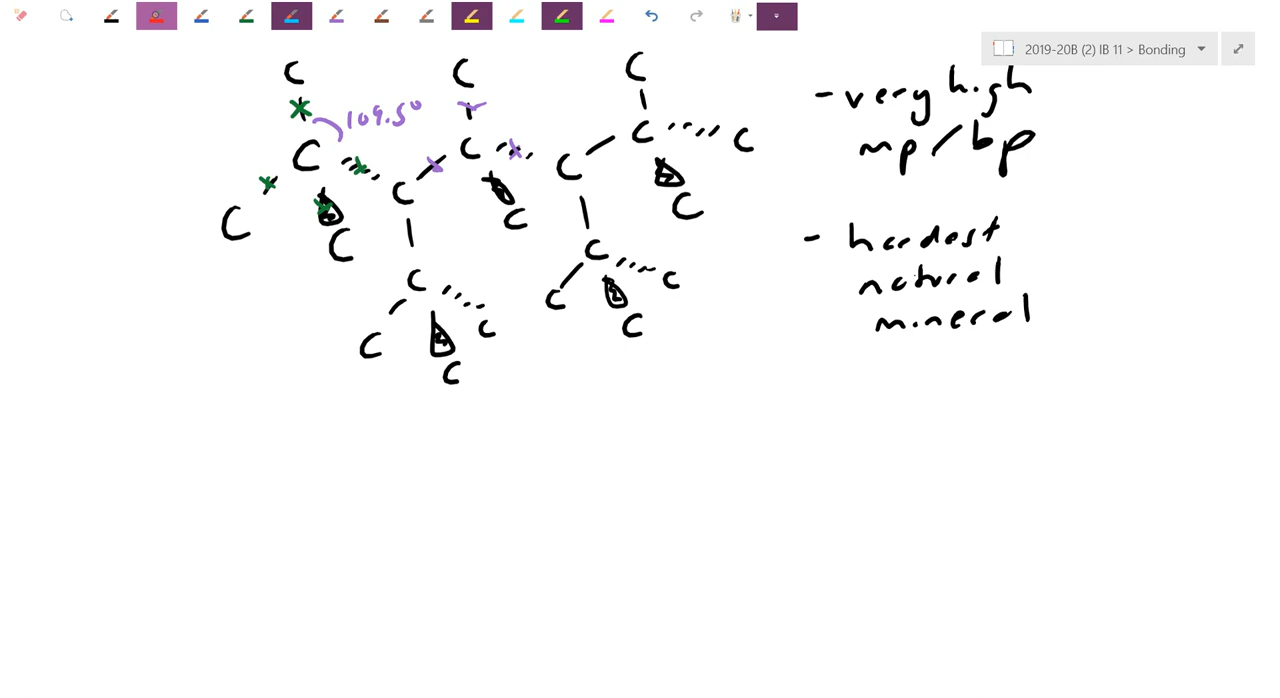 2019-20B (2) IB 11 > Bonding
C C C
109.5°
C C C C C C
C C C C C
C C C C
C C C
C C
- very high
mp/bp
- hardest
natural
mineral